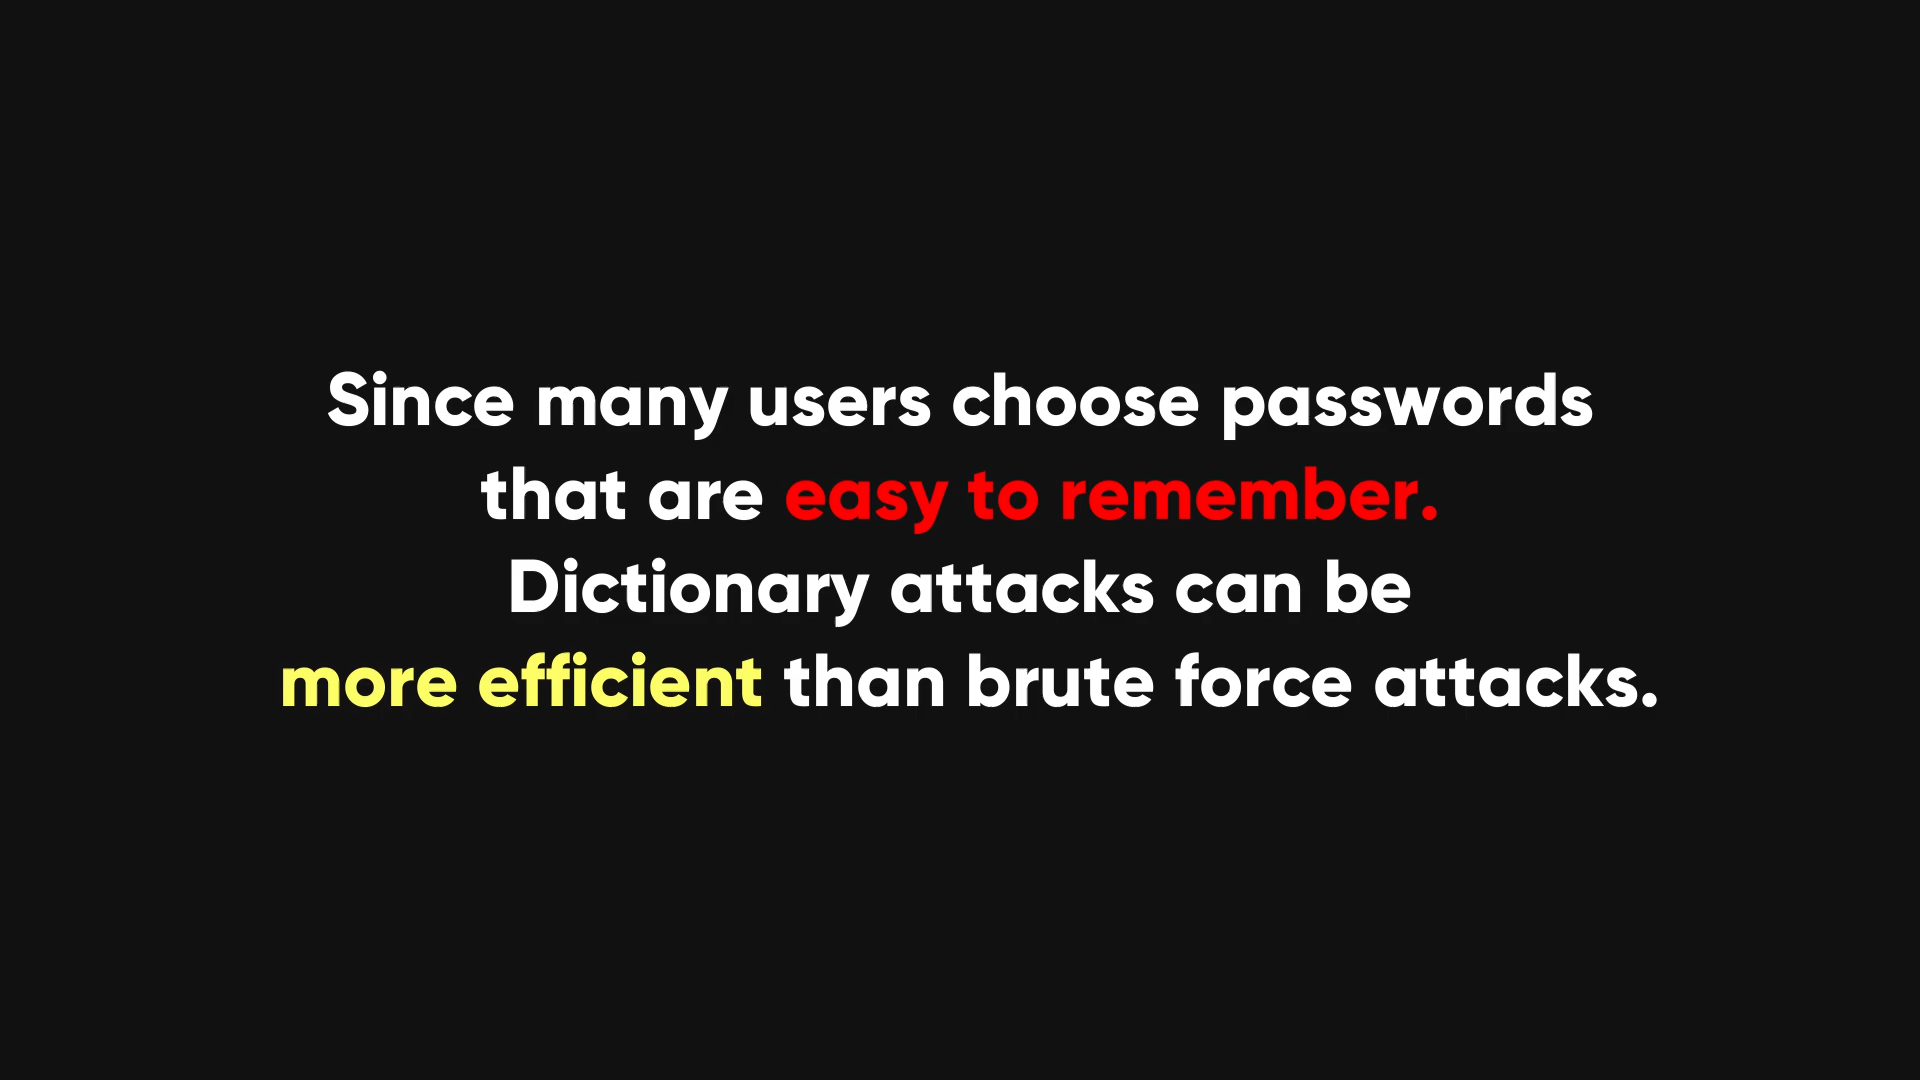 Since many users choose passwords
that are easy to remember.
Dictionary attacks can be
more efficient than brute force attacks.